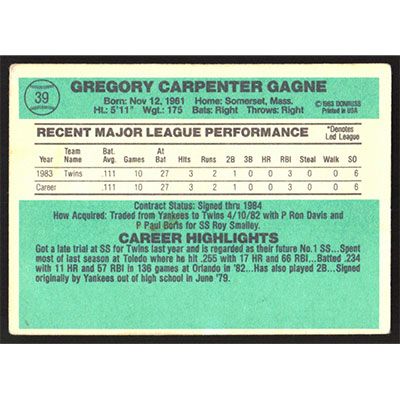 39
GREGORY CARPENTER GAGNE
Born: Nov 12, 1961 Home: Somerset, Mass.
Ht.: 5'11" Wgt.: 175 Bats: Right Throws: Right
© 1983 DONRUSS
Printed in USA
RECENT MAJOR LEAGUE PERFORMANCE
*Denotes
Led League
Year Team Name Bat. Avg. Games At Bat Hits Runs 2B 3B HR RBI Steal Walk SO
1983 Twins .111 10 27 3 2 1 0 0 3 0 0 6
Career .111 10 27 3 2 1 0 0 3 0 0 6
Contract Status: Signed thru 1984
How Acquired: Traded from Yankees to Twins 4/10/82 with P Ron Davis and
P Paul Boris for SS Roy Smalley.
CAREER HIGHLIGHTS
Got a late trial at SS for Twins last year and is regarded as their future No.1 SS...Spent
most of last season at Toledo where he hit .255 with 17 HR and 66 RBI...Batted .234
with 11 HR and 57 RBI in 136 games at Orlando in '82...Has also played 2B...Signed
originally by Yankees out of high school in June '79.